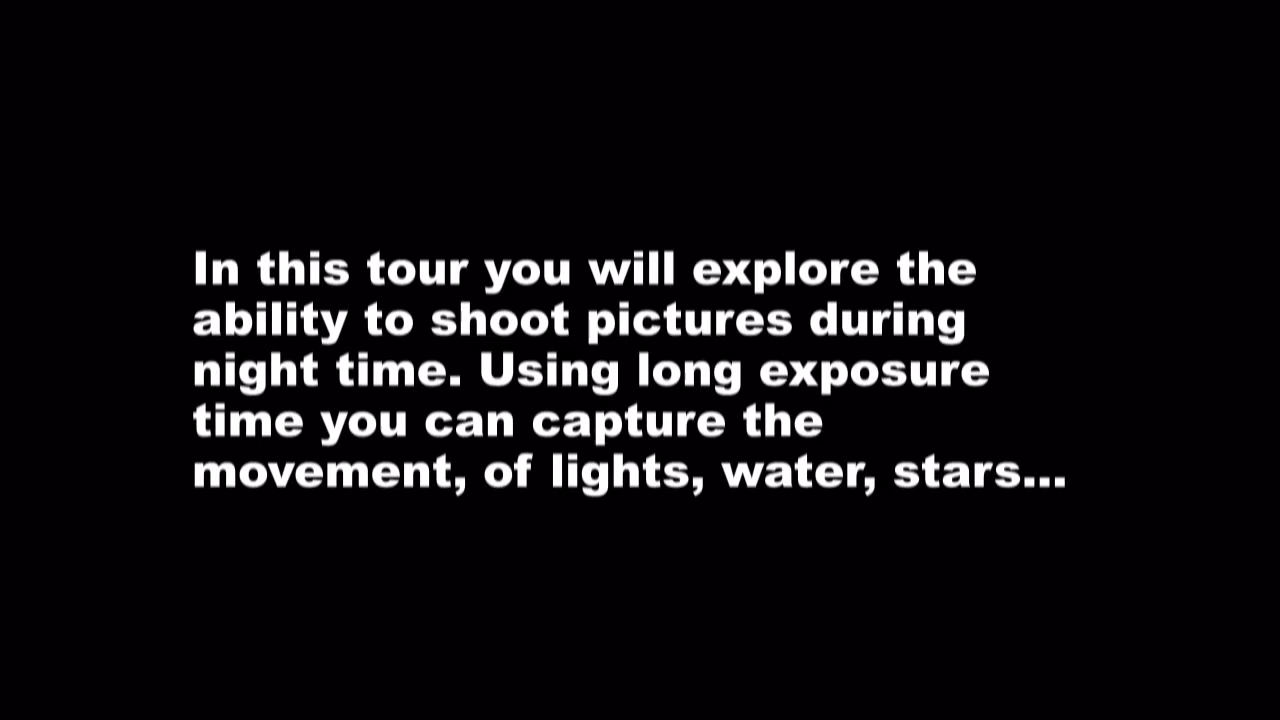 In this tour you will explore the
ability to shoot pictures during
night time. Using long exposure
time you can capture the
movement, of lights, water, stars...